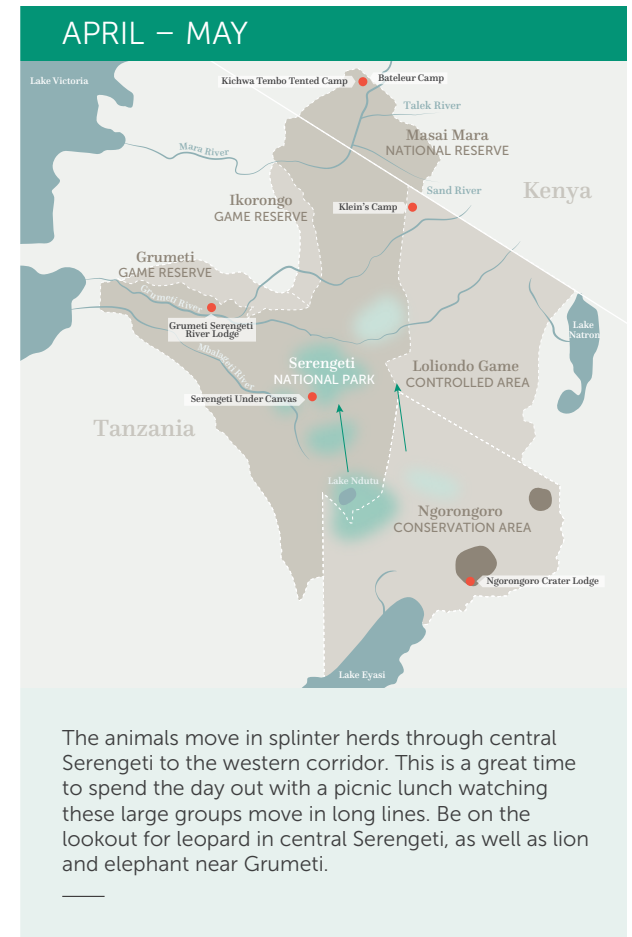 APRIL – MAY
Lake Victoria
Kichwa Tembo Tented Camp
Bateleur Camp
Talek River
Mara River
Masai Mara
NATIONAL RESERVE
Sand River
Kenya
Ikorongo
GAME RESERVE
Klein's Camp
Grumeti
GAME RESERVE
Grumeti River
Lake
Natron
Grumeti Serengeti
River Lodge
Mbalageti River
Serengeti
NATIONAL PARK
Loliondo Game
CONTROLLED AREA
Serengeti Under Canvas
Tanzania
Lake Ndutu
Ngorongoro
CONSERVATION AREA
Ngorongoro Crater Lodge
Lake Eyasi
The animals move in splinter herds through central
Serengeti to the western corridor. This is a great time
to spend the day out with a picnic lunch watching
these large groups move in long lines. Be on the
lookout for leopard in central Serengeti, as well as lion
and elephant near Grumeti.